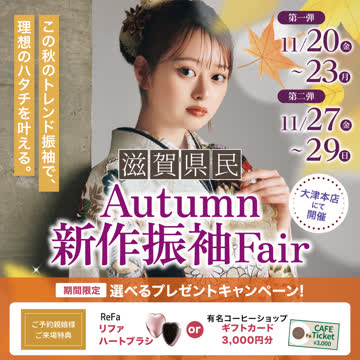 この秋のトレンド振袖で、
理想のハタチを叶える。
第一弾
11/20金
～23月
第二弾
11/27金
～29日
滋賀県民
Autumn
新作振袖Fair
大津本店
にて
開催
期間限定 選べるプレゼントキャンペーン!
ご予約親娘様
ご来場特典
ReFa
リファ
ハートブラシ
or
有名コーヒーショップ
ギフトカード
3,000円分
CAFE
Ticket
¥3,000